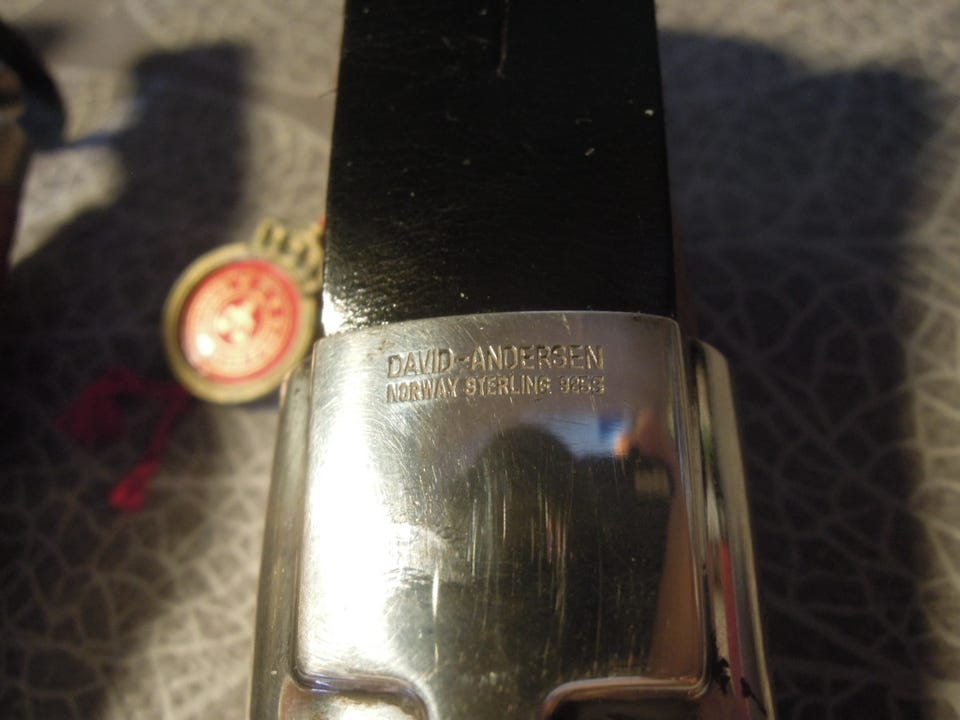 DAVID-ANDERSEN
NORWAY STERLING 925S